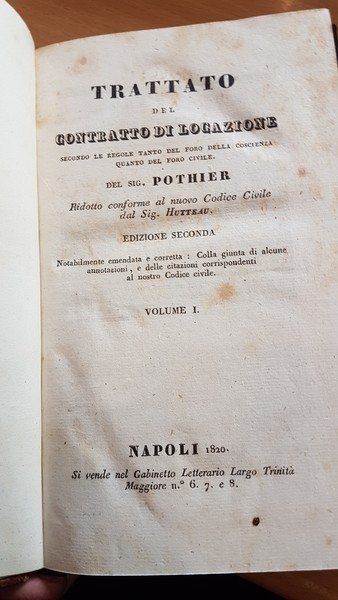 TRATTATO
DEL
CONTRATTO DI LOCAZIONE
SECONDO LE REGOLE TANTO DEL FORO DELLA COSCIENZA
QUANTO DEL FORO CIVILE.
DEL SIG. POTHIER
Ridotto conforme al nuovo Codice Civile
dal Sig. HUTTEAU.
EDIZIONE SECONDA
Notabilmente emendata e corretta: Colla giunta di alcune
annotazioni, e delle citazioni corrispondenti
al nostro Codice civile.
VOLUME I.
NAPOLI 1820.
Si vende nel Gabinetto Letterario Largo Trinità
Maggiore n.º 6. 7. e 8.